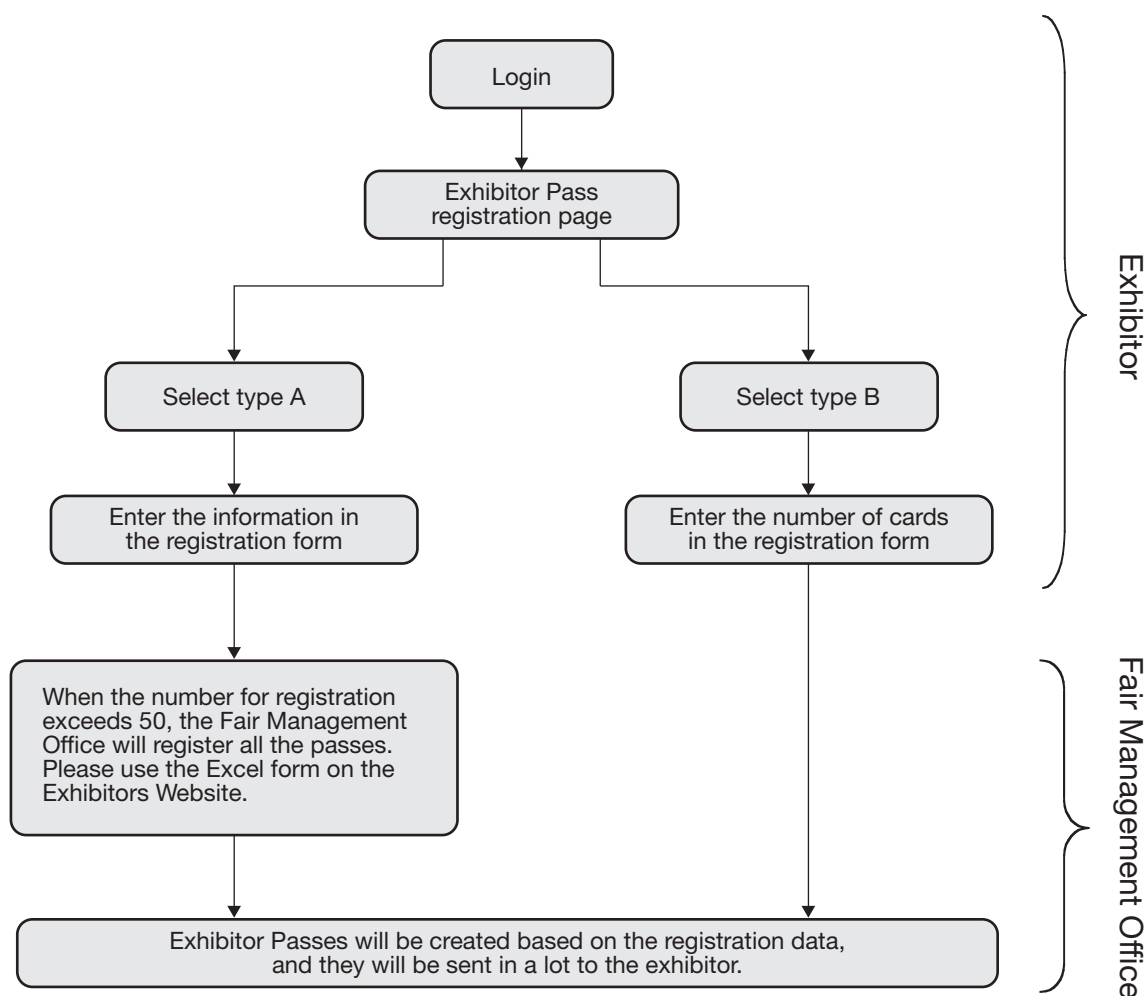 Login
Exhibitor Pass
registration page
Select type A
Select type B
Enter the information in
the registration form
Enter the number of cards
in the registration form
Exhibitor
When the number for registration
exceeds 50, the Fair Management
Office will register all the passes.
Please use the Excel form on the
Exhibitors Website.
Exhibitor Passes will be created based on the registration data,
and they will be sent in a lot to the exhibitor.
Fair Management Office